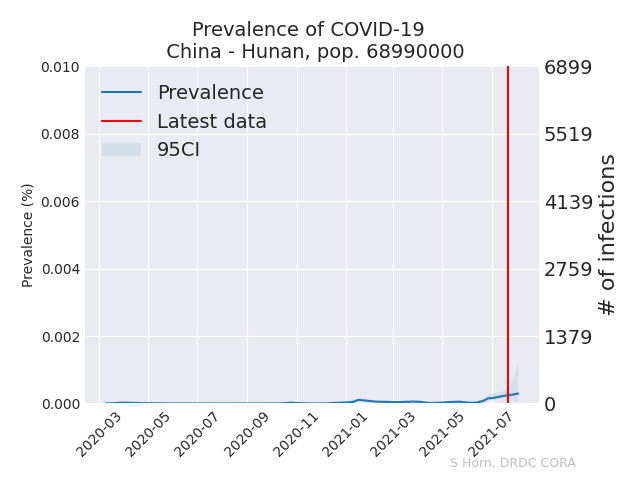 Prevalence of COVID-19
China - Hunan, pop. 68990000
Prevalence
Latest data
95CI
Prevalence (%)
0.010
0.008
0.006
0.004
0.002
0.000
6899
5519
4139
2759
1379
0
# of infections
2020-03
2020-05
2020-07
2020-09
2020-11
2021-01
2021-03
2021-05
2021-07
S Horn, DRDC CORA